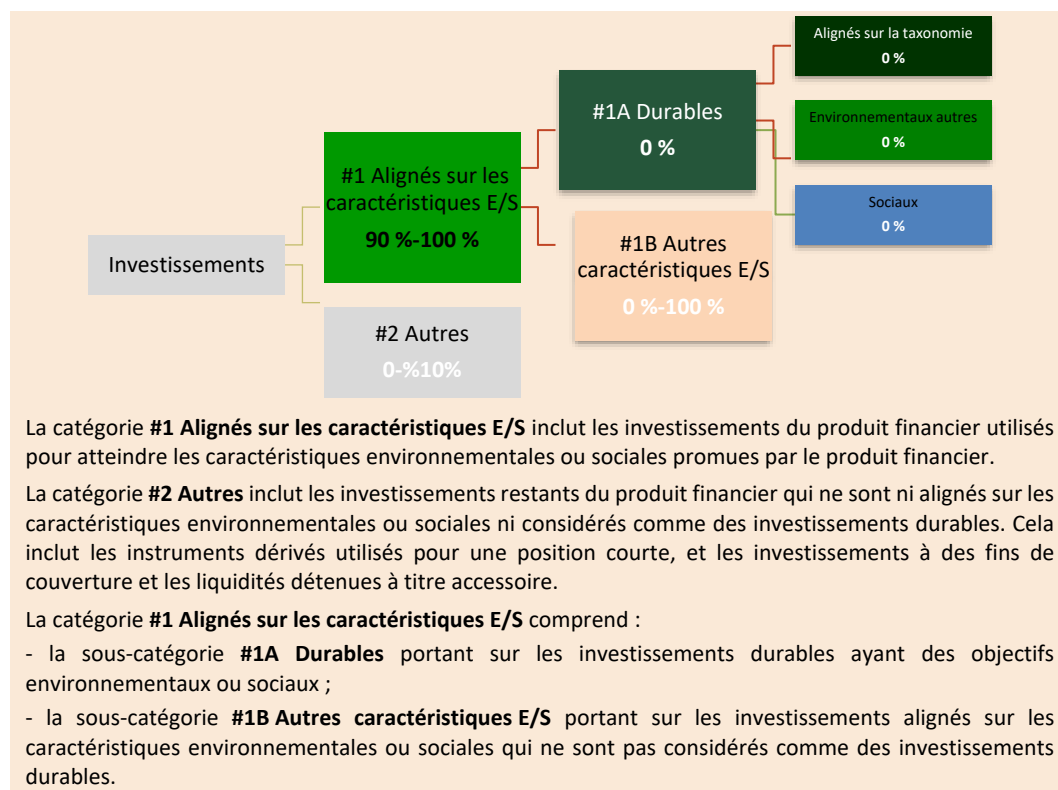 Alignés sur la taxonomie
0 %
#1A Durables
0 %
Environnementaux autres
0 %
#1 Alignés sur les
caractéristiques E/S
90 %-100 %
Sociaux
0 %
Investissements
#1B Autres
caractéristiques E/S
0 %-100 %
#2 Autres
0-%10%
La catégorie #1 Alignés sur les caractéristiques E/S inclut les investissements du produit financier utilisés
pour atteindre les caractéristiques environnementales ou sociales promues par le produit financier.
La catégorie #2 Autres inclut les investissements restants du produit financier qui ne sont ni alignés sur les
caractéristiques environnementales ou sociales ni considérés comme des investissements durables. Cela
inclut les instruments dérivés utilisés pour une position courte, et les investissements à des fins de
couverture et les liquidités détenues à titre accessoire.
La catégorie #1 Alignés sur les caractéristiques E/S comprend :
- la sous-catégorie #1A Durables portant sur les investissements durables ayant des objectifs
environnementaux ou sociaux ;
- la sous-catégorie #1B Autres caractéristiques E/S portant sur les investissements alignés sur les
caractéristiques environnementales ou sociales qui ne sont pas considérés comme des investissements
durables.